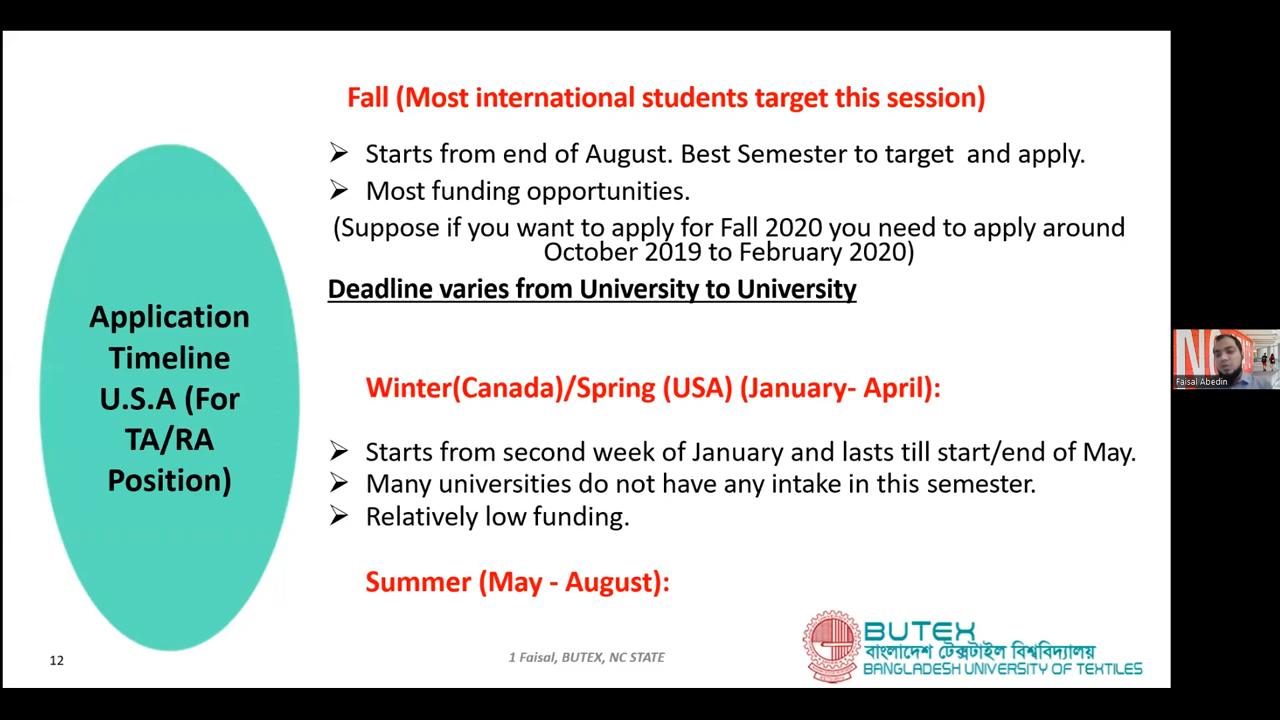 Fall (Most international students target this session)
➢ Starts from end of August. Best Semester to target and apply.
➢ Most funding opportunities.
(Suppose if you want to apply for Fall 2020 you need to apply around
October 2019 to February 2020)
Deadline varies from University to University
Application
Timeline
U.S.A (For
TA/RA
Position)
Winter(Canada)/Spring (USA) (January- April):
➢ Starts from second week of January and lasts till start/end of May.
➢ Many universities do not have any intake in this semester.
➢ Relatively low funding.
Summer (May - August):
Faisal Abedin
12
1 Faisal, BUTEX, NC STATE
BUTEX
বাংলাদেশ টেক্সটাইল বিশ্ববিদ্যালয়
BANGLADESH UNIVERSITY OF TEXTILES